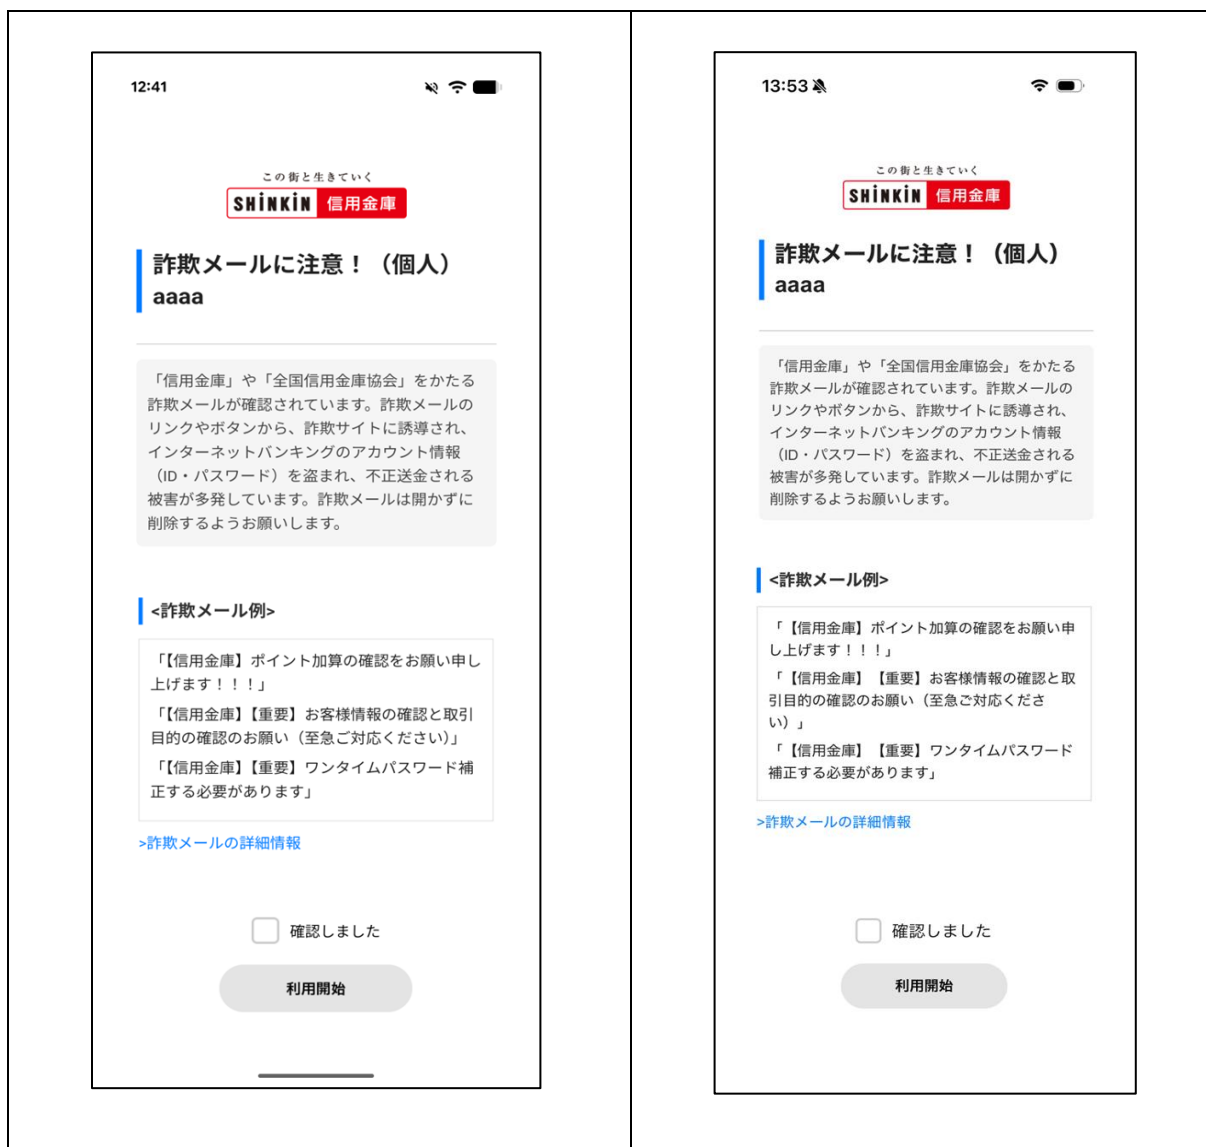 12:41
この街と生きていく
SHiNKiN 信用金庫
詐欺メールに注意！（個人）
aaaa
「信用金庫」や「全国信用金庫協会」をかたる
詐欺メールが確認されています。詐欺メールの
リンクやボタンから、詐欺サイトに誘導され、
インターネットバンキングのアカウント情報
（ID・パスワード）を盗まれ、不正送金される
被害が多発しています。詐欺メールは開かずに
削除するようお願いします。
<詐欺メール例>
「【信用金庫】ポイント加算の確認をお願い申し
上げます！！！」
「【信用金庫】【重要】お客様情報の確認と取引
目的の確認のお願い（至急ご対応ください）」
「【信用金庫】【重要】ワンタイムパスワード補
正する必要があります」
>詐欺メールの詳細情報
確認しました
利用開始
13:53
この街と生きていく
SHiNKiN 信用金庫
詐欺メールに注意！（個人）
aaaa
「信用金庫」や「全国信用金庫協会」をかたる
詐欺メールが確認されています。詐欺メールの
リンクやボタンから、詐欺サイトに誘導され、
インターネットバンキングのアカウント情報
（ID・パスワード）を盗まれ、不正送金される
被害が多発しています。詐欺メールは開かずに
削除するようお願いします。
<詐欺メール例>
「【信用金庫】ポイント加算の確認をお願い申
し上げます！！！」
「【信用金庫】【重要】お客様情報の確認と取
引目的の確認のお願い（至急ご対応くださ
い）」
「【信用金庫】【重要】ワンタイムパスワード
補正する必要があります」
>詐欺メールの詳細情報
確認しました
利用開始